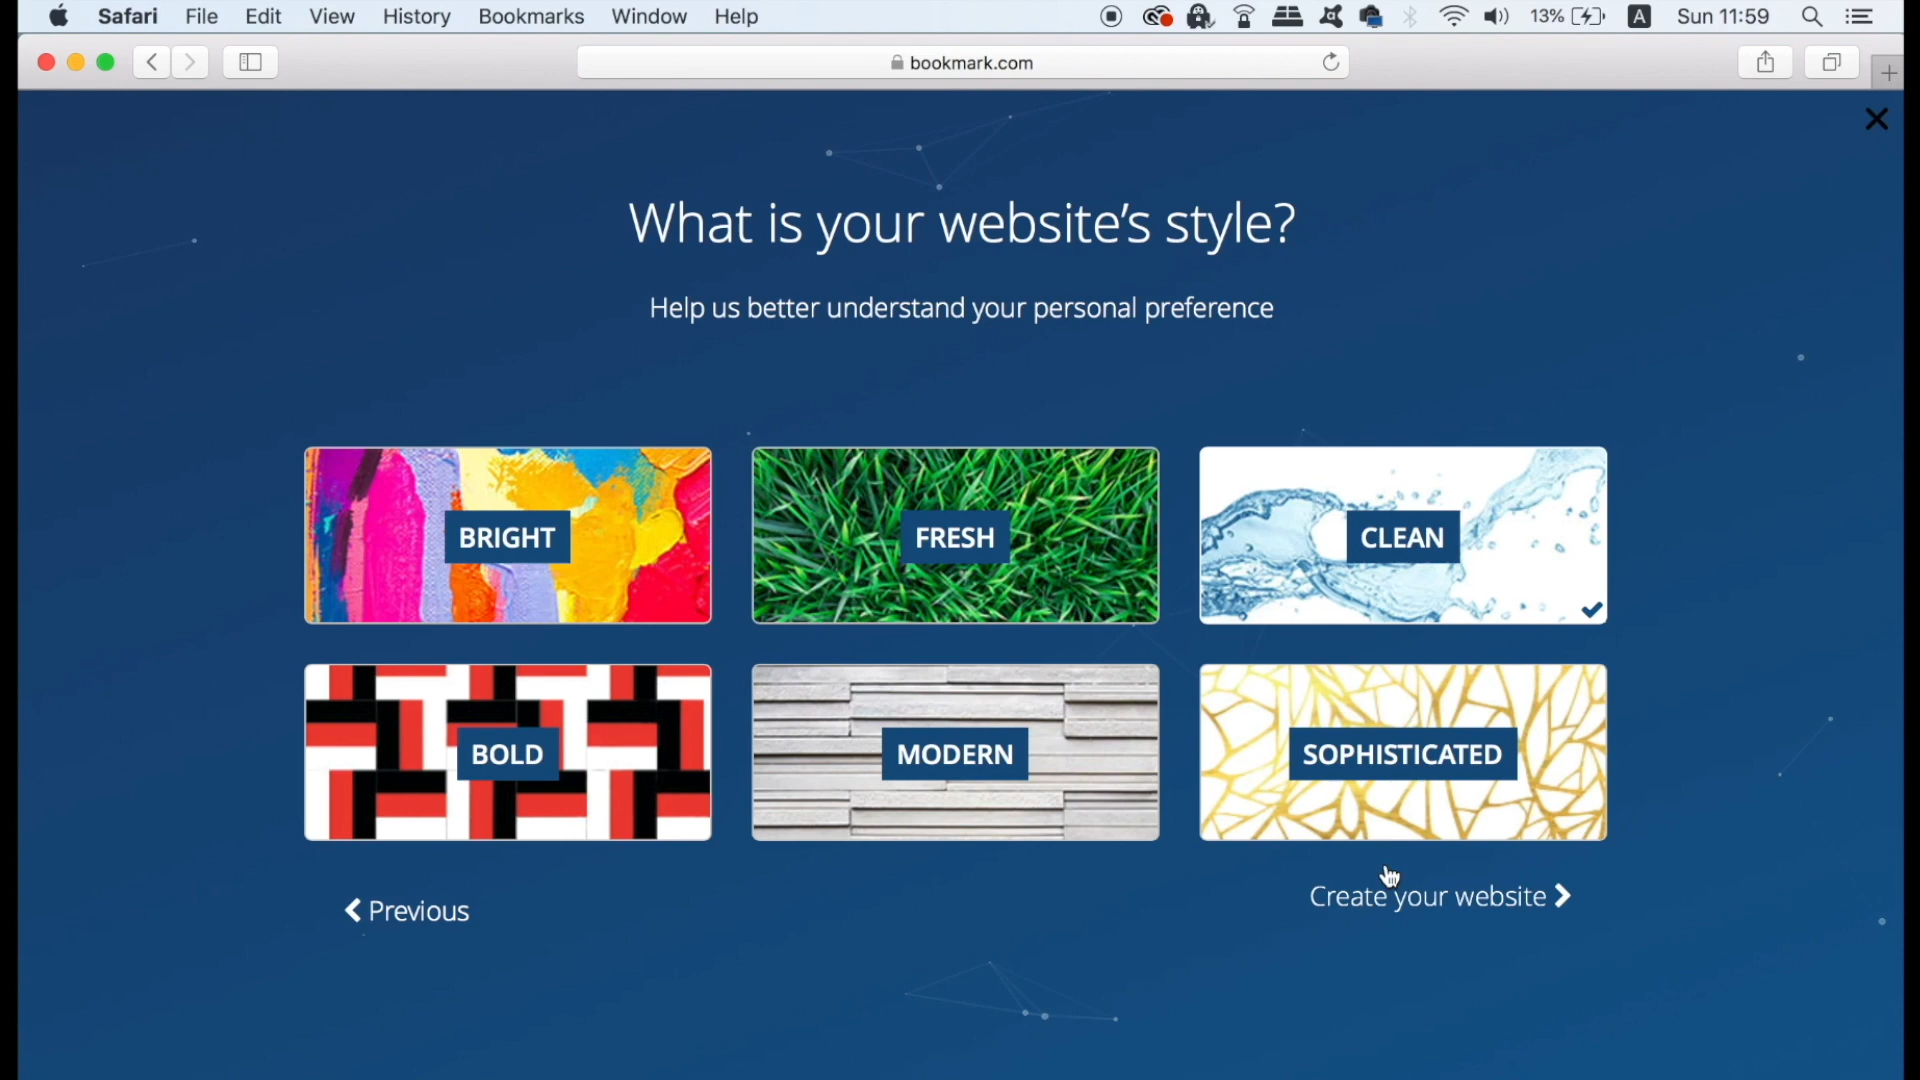 Safari File Edit View History Bookmarks Window Help 13% A Sun 11:59
bookmark.com
What is your website's style?
Help us better understand your personal preference
BRIGHT FRESH CLEAN
BOLD MODERN SOPHISTICATED
Previous Create your website